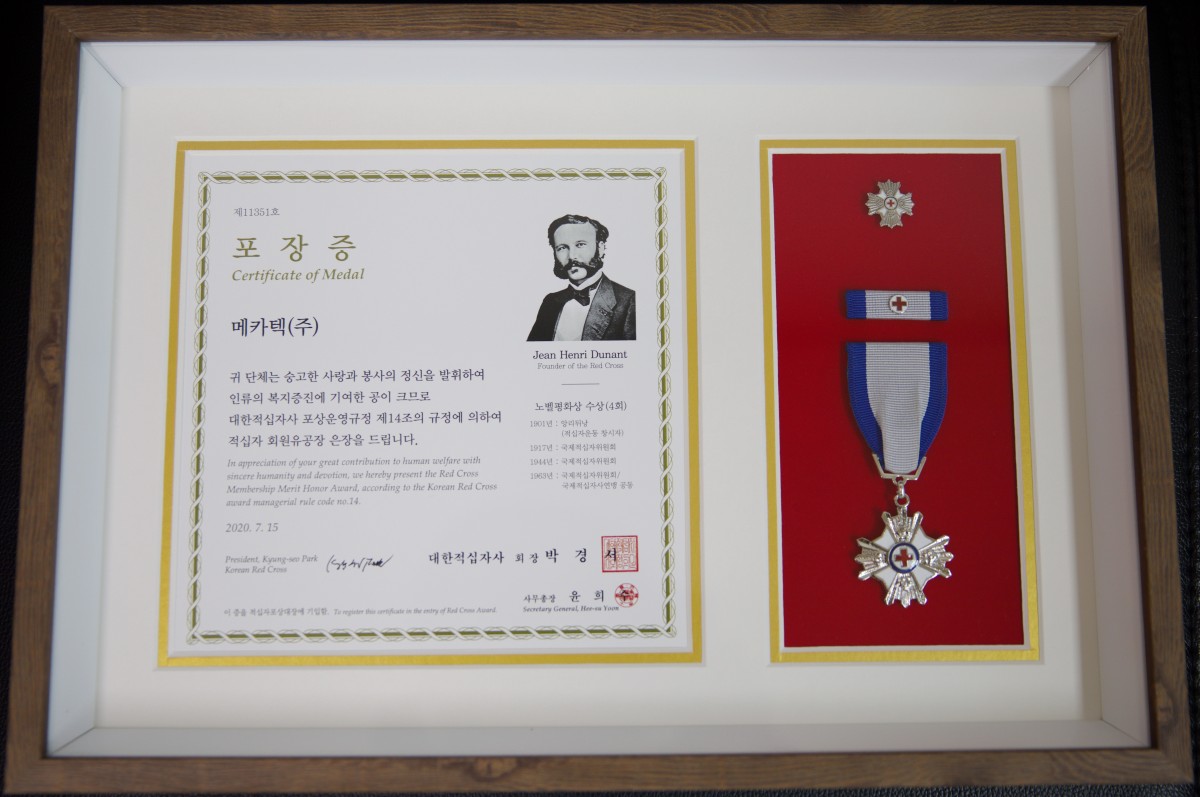 제11351호
포 장 증
Certificate of Medal
메카텍(주)
귀 단체는 숭고한 사랑과 봉사의 정신을 발휘하여
인류의 복지증진에 기여한 공이 크므로
대한적십자사 포상운영규정 제14조의 규정에 의하여
적십자 회원유공장 은장을 드립니다.
In appreciation of your great contribution to human welfare with
sincere humanity and devotion, we hereby present the Red Cross
Membership Merit Honor Award, according to the Korean Red Cross
award managerial rule code no.14.
2020. 7. 15
President, Kyung-seo Park
Korean Red Cross
대한적십자사 회장 박 경 서
사무총장 윤 희 수
Secretary General, Hee-su Yoon
이 증을 적십자포상대장에 기입함. To register this certificate in the entry of Red Cross Award.
Jean Henri Dunant
Founder of the Red Cross
노벨평화상 수상(4회)
1901년 : 앙리뒤낭
(적십자운동 창시자)
1917년 : 국제적십자위원회
1944년 : 국제적십자위원회
1963년 : 국제적십자위원회/
국제적십자사연맹 공동